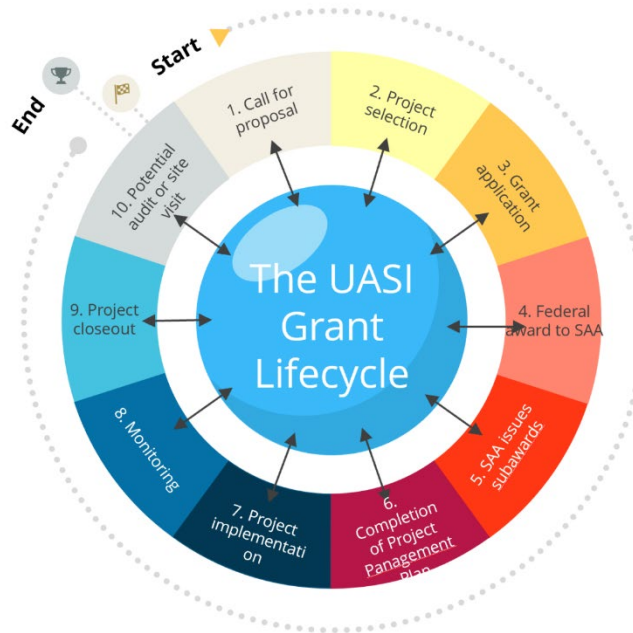 Start
End
1. Call for
proposal
2. Project
selection
3. Grant
application
4. Federal
award to SAA
5. SAA issues
subawards
6.
Completion
of Project
Panagement
Plan
7. Project
implementati
on
8. Monitoring
9. Project
closeout
10. Potential
audit or site
visit
The UASI
Grant
Lifecycle